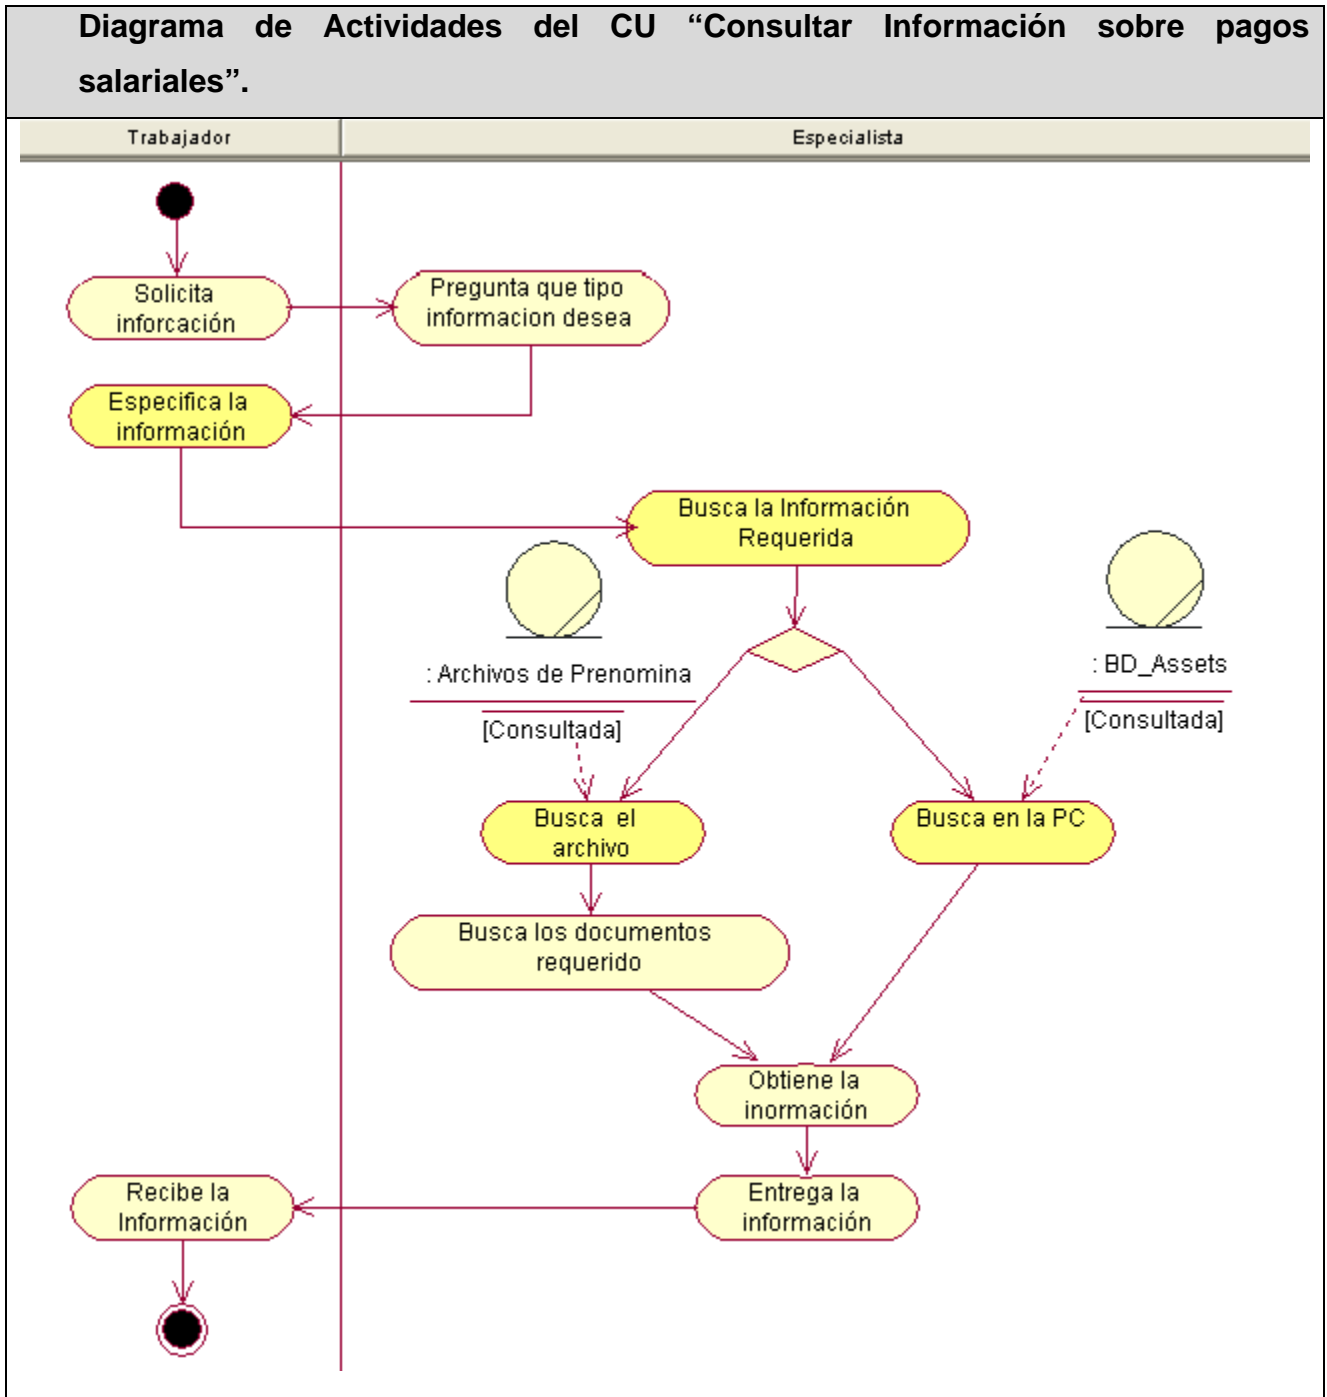 Diagrama de Actividades del CU “Consultar Información sobre pagos
salariales”.
Trabajador
Especialista
Solicita
inforcación
Pregunta que tipo
informacion desea
Especifica la
información
Busca la Información
Requerida
: Archivos de Prenomina
[Consultada]
: BD_Assets
[Consultada]
Busca el
archivo
Busca en la PC
Busca los documentos
requerido
Obtiene la
inormación
Entrega la
información
Recibe la
Información